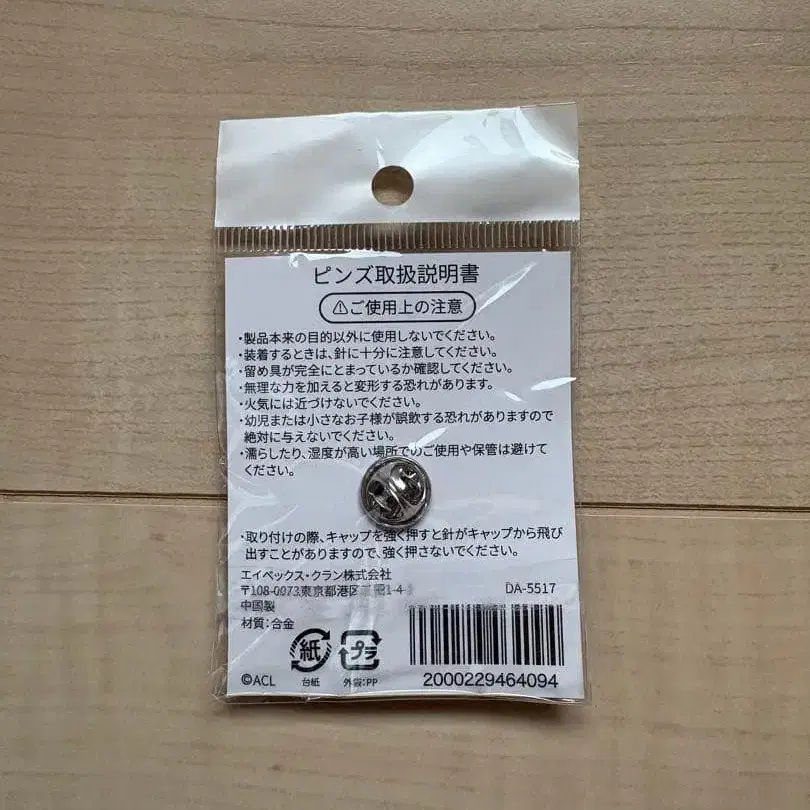 ピンズ取扱説明書
⚠ご使用上の注意
・製品本来の目的以外に使用しないでください。
・装着するときは、針に十分に注意してください。
・留め具が完全にとまっているか確認してください。
・無理な力を加えると変形する恐れがあります。
・火気には近づけないでください。
・幼児または小さなお子様が誤飲する恐れがありますので
絶対に与えないでください。
・濡らしたり、湿度が高い場所でのご使用や保管は避けて
ください。
・取り付けの際、キャップを強く押すと針がキャップから飛び
出すことがありますので、強く押さないでください。
エイベックス・クラン株式会社
〒108-0073東京都港区 1-4-
DA-5517
中国製
材質：合金
紙
プラ
©ACL
台紙
外袋：PP
2000229464094